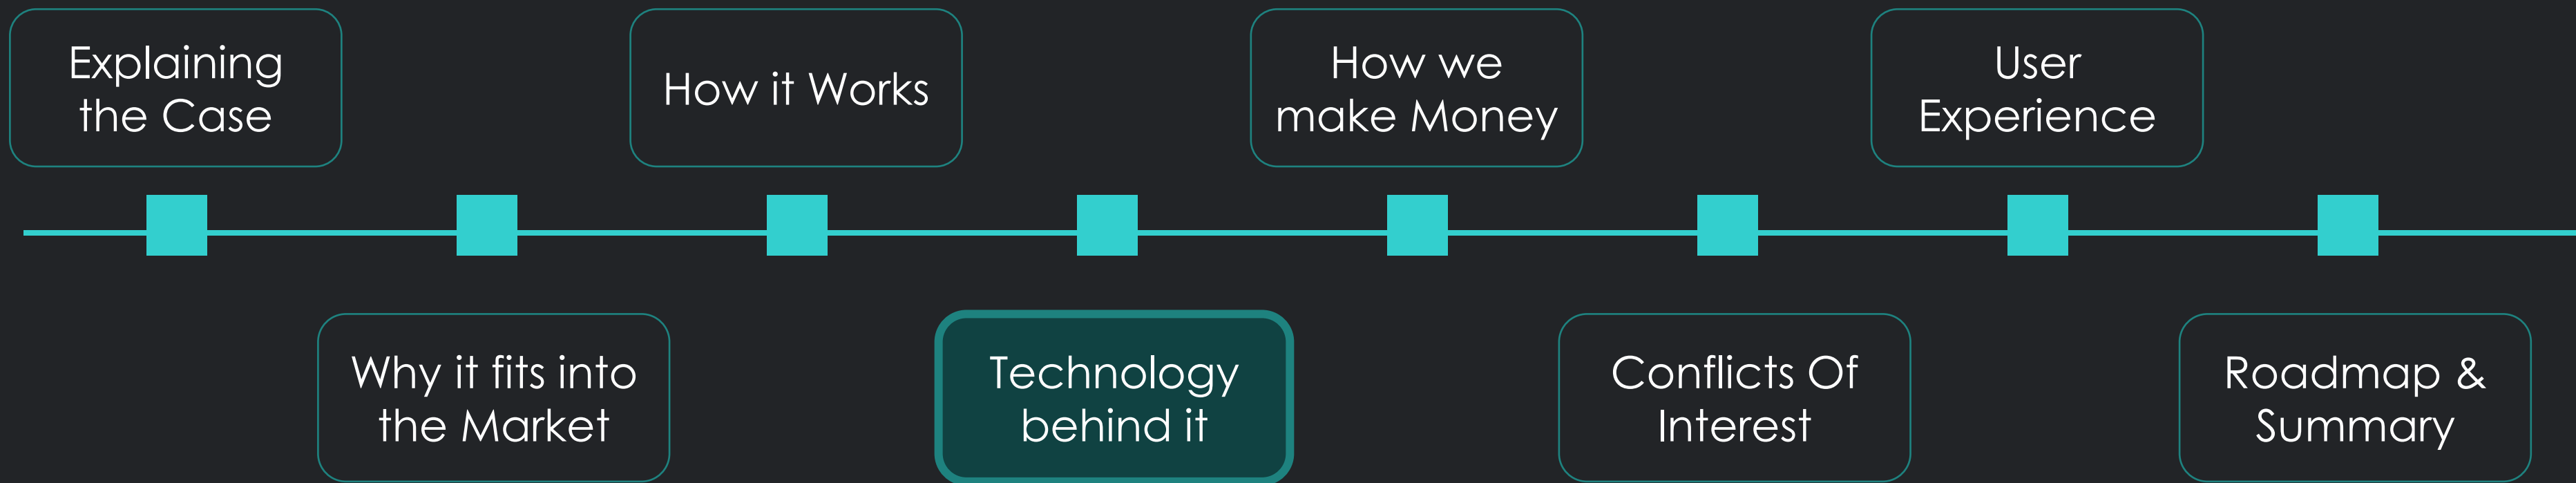 Explaining
the Case
Why it fits into
the Market
How it Works
Technology
behind it
How we
make Money
Conflicts Of
Interest
User
Experience
Roadmap &
Summary